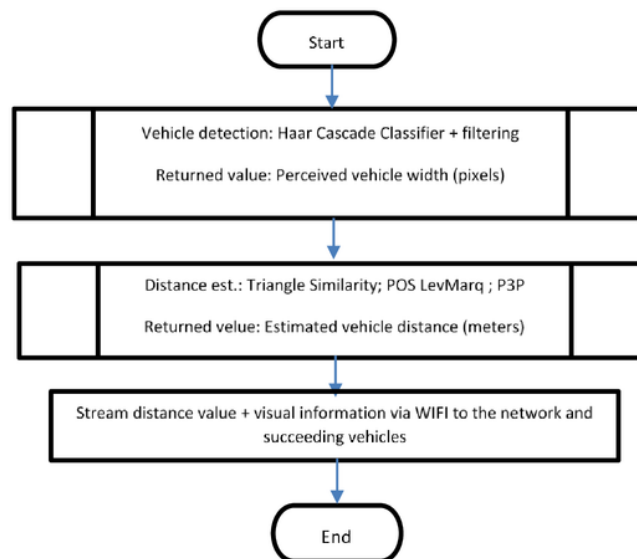 Start
Vehicle detection: Haar Cascade Classifier + filtering
Returned value: Perceived vehicle width (pixels)
Distance est.: Triangle Similarity; POS LevMarq ; P3P
Returned velue: Estimated vehicle distance (meters)
Stream distance value + visual information via WIFI to the network and
succeeding vehicles
End